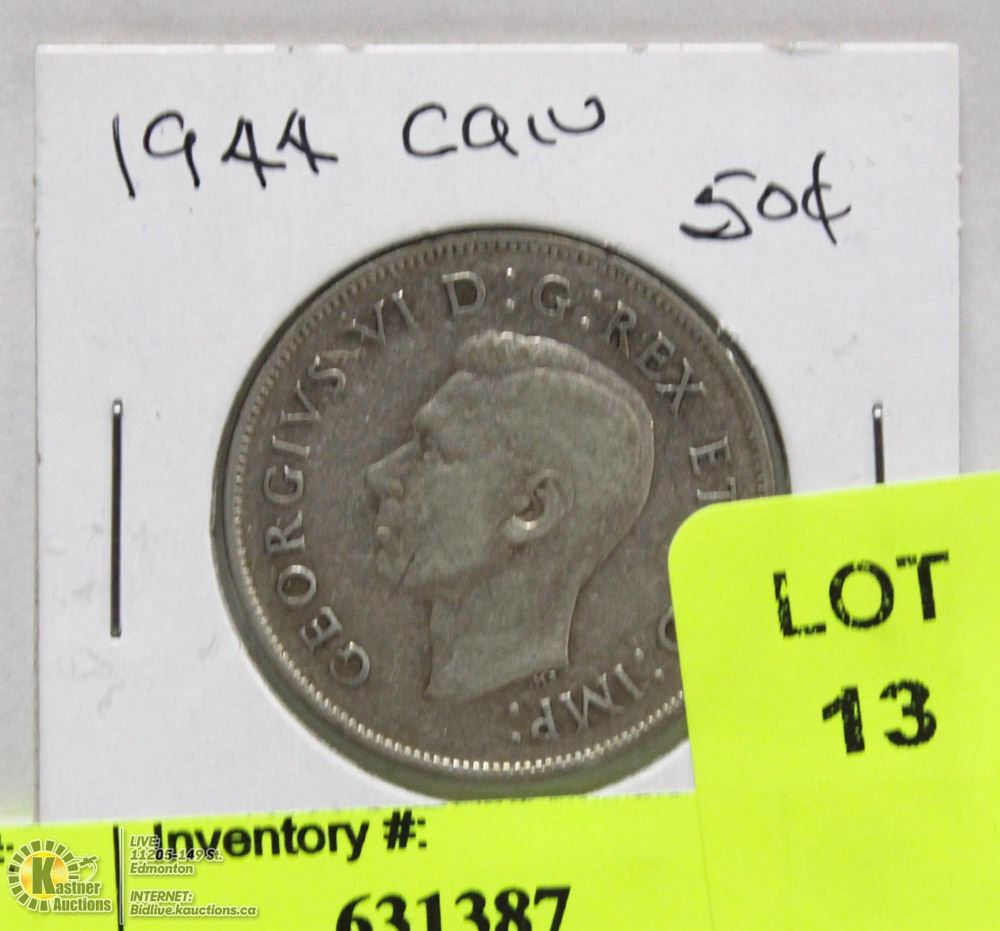 1944 can
50¢
GEORGIVS VI D: G: REX ET D: IMP:
HP
LOT
13
#:
Inventory #:
631387
Kastner
Auctions
LIVE:
11205-149 St.
Edmonton
INTERNET:
Bidlive.kauctions.ca